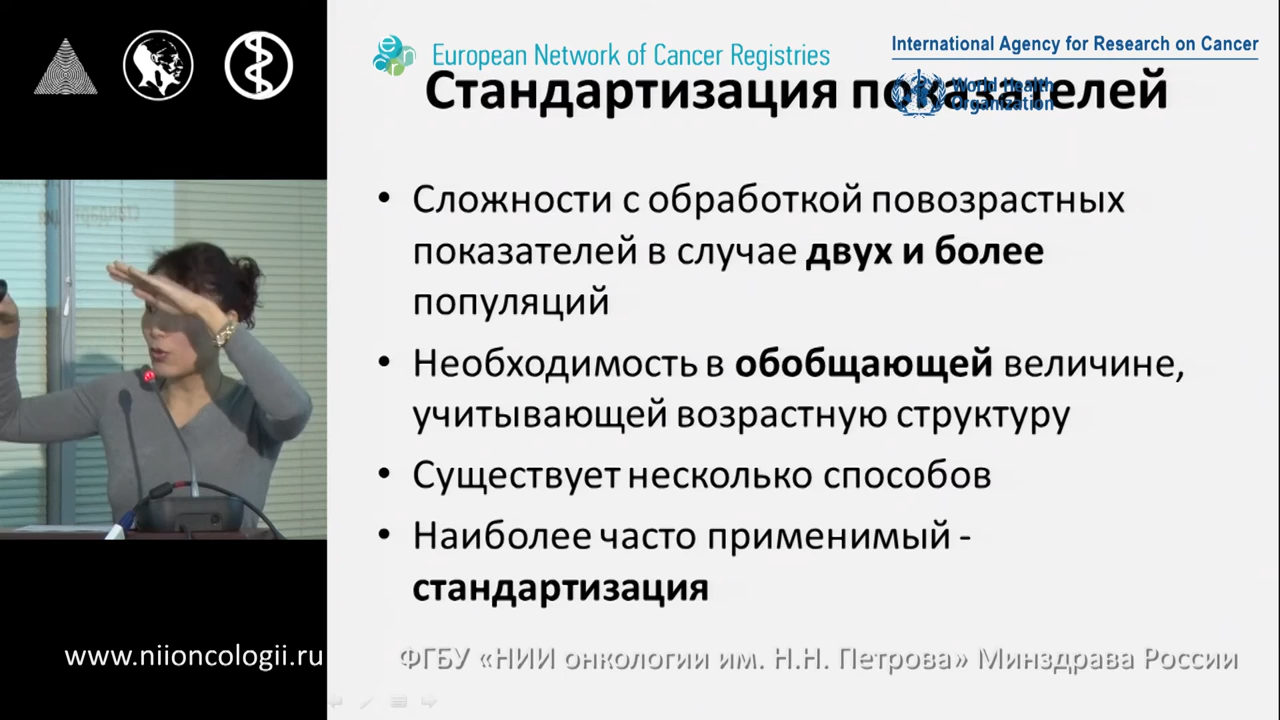 European Network of Cancer Registries
International Agency for Research on Cancer
World Health
Organization
Стандартизация показателей
• Сложности с обработкой повозрастных
показателей в случае двух и более
популяций
• Необходимость в обобщающей величине,
учитывающей возрастную структуру
• Существует несколько способов
• Наиболее часто применимый -
стандартизация
www.niioncologii.ru
ФГБУ «НИИ онкологии им. Н.Н. Петрова» Минздрава России